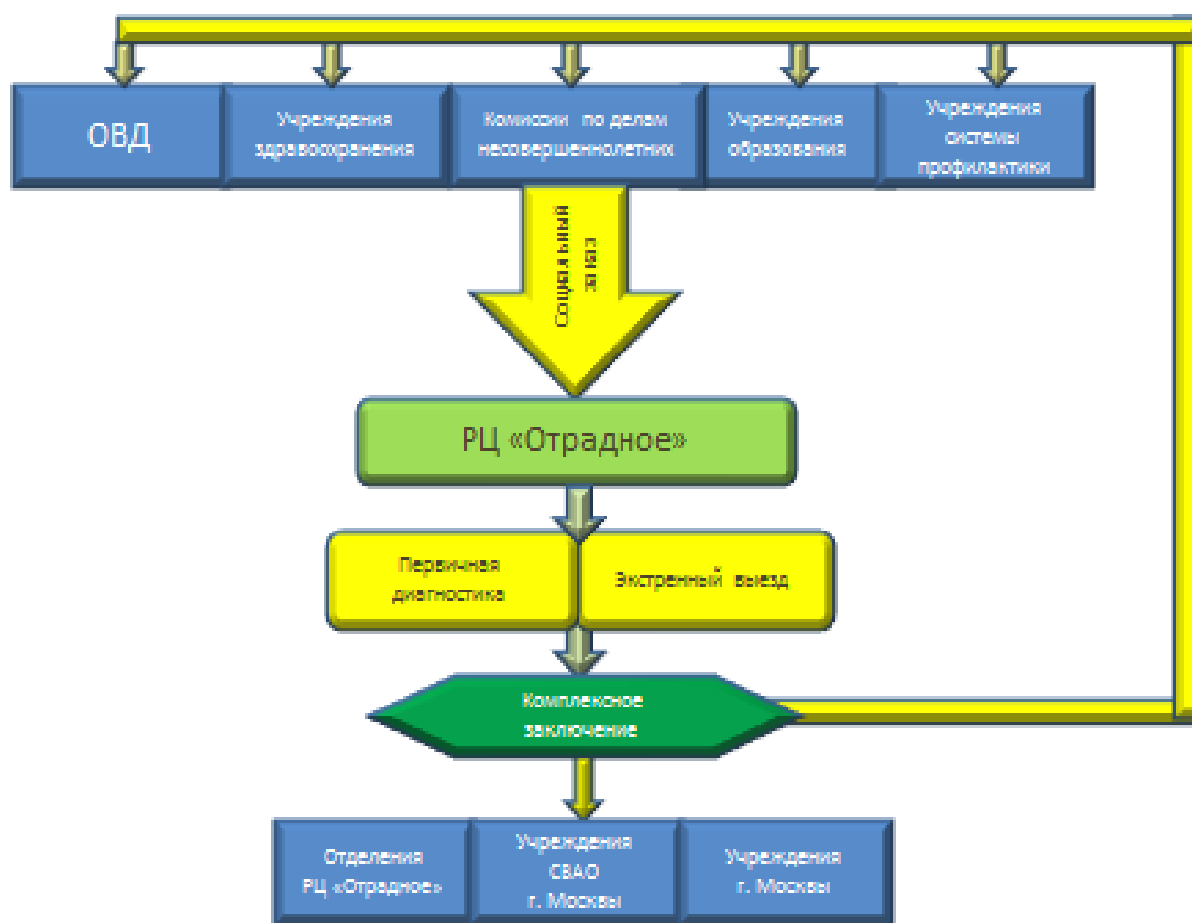 ОВД
Учреждения
здравоохранения
Комиссии по делам
несовершеннолетних
Учреждения
образования
Учреждения
системы
профилактики
Социальный
заказ
РЦ «Отрадное»
Первичная
диагностика
Экстренный выезд
Комплексное
заключение
Отделения
РЦ «Отрадное»
Учреждения
СВАО
г. Москвы
Учреждения
г. Москвы